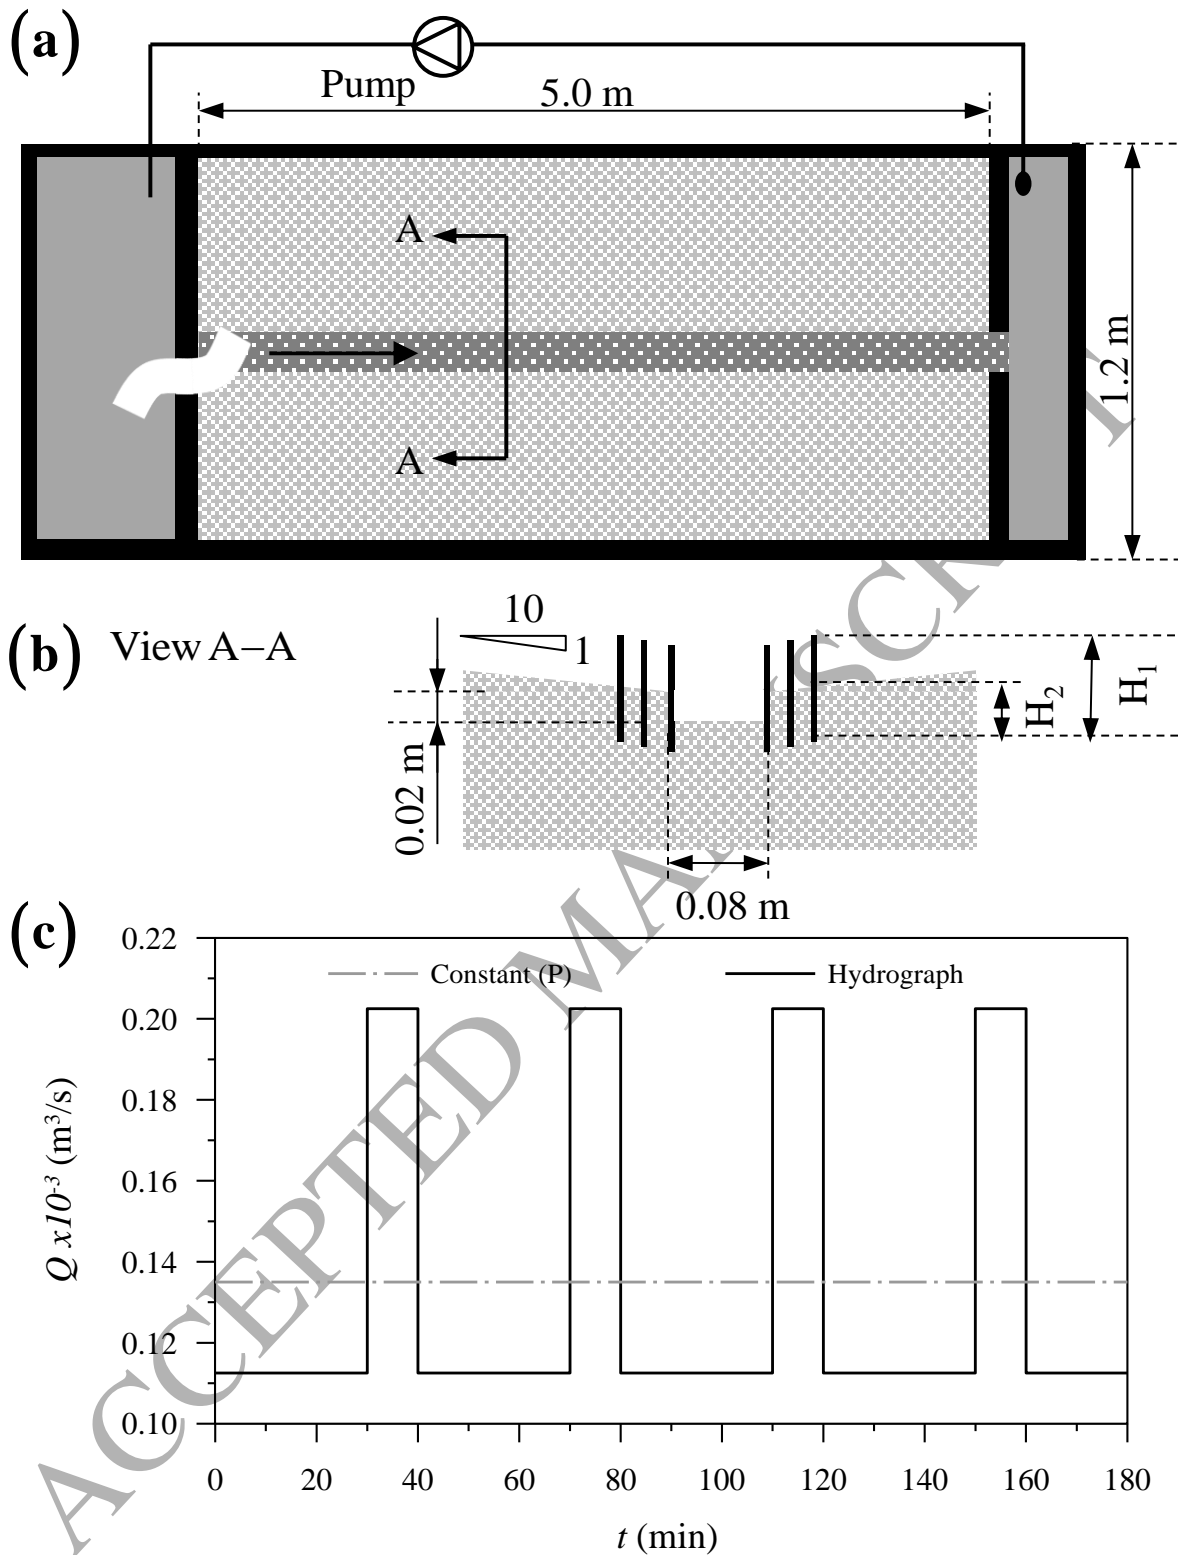 (a)
Pump
5.0 m
A
1.2 m
A
(b) View A–A
10
1
0.02 m
0.08 m
H2
H1
(c)
Constant (P)
Hydrograph
0.22
0.20
0.18
0.16
0.14
0.12
0.10
Q x10-3 (m3/s)
0 20 40 60 80 100 120 140 160 180
t (min)
ACCEPTED MANUSCRIPT